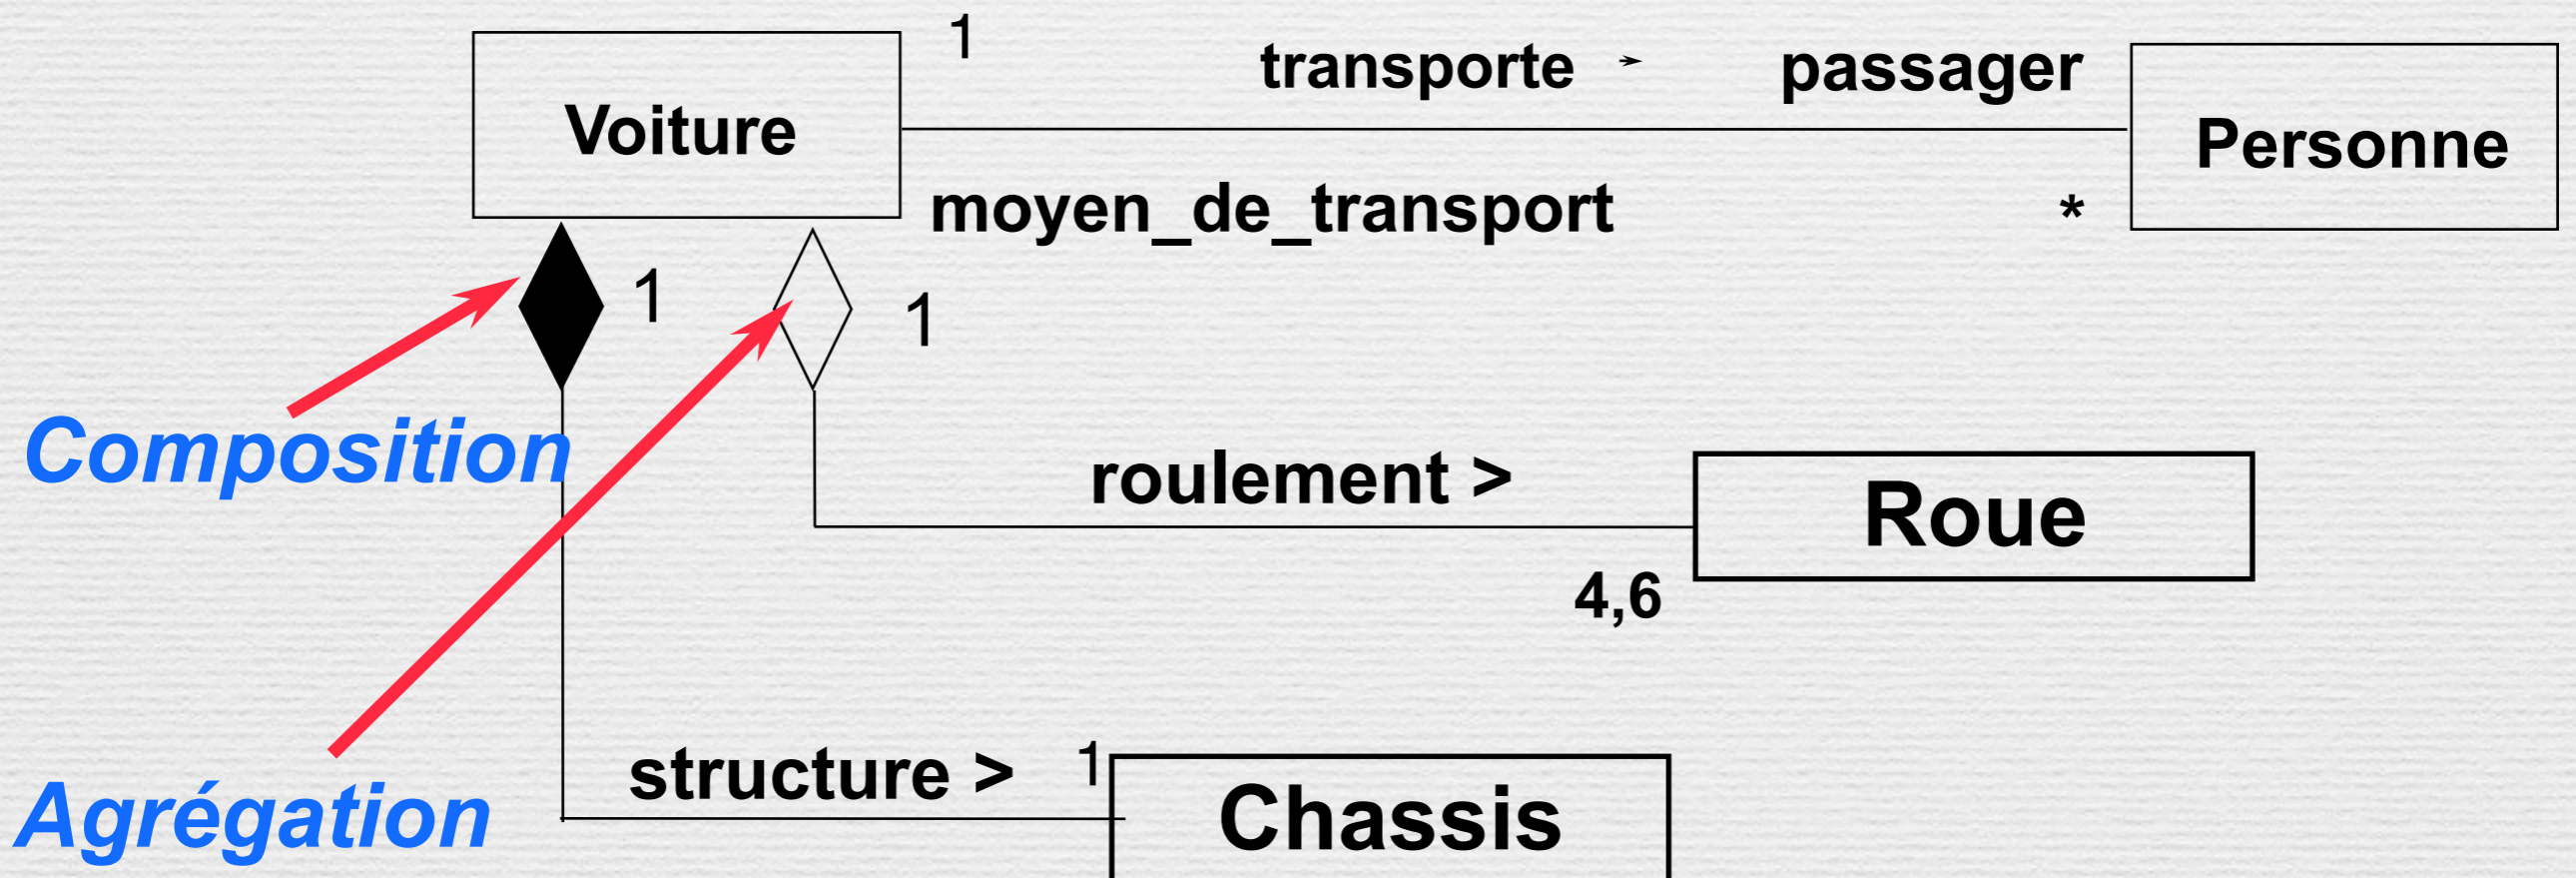 1
transporte passager
Voiture
Personne
moyen_de_transport
*
1
1
Composition
roulement >
Roue
4,6
structure >
1
Chassis
Agrégation